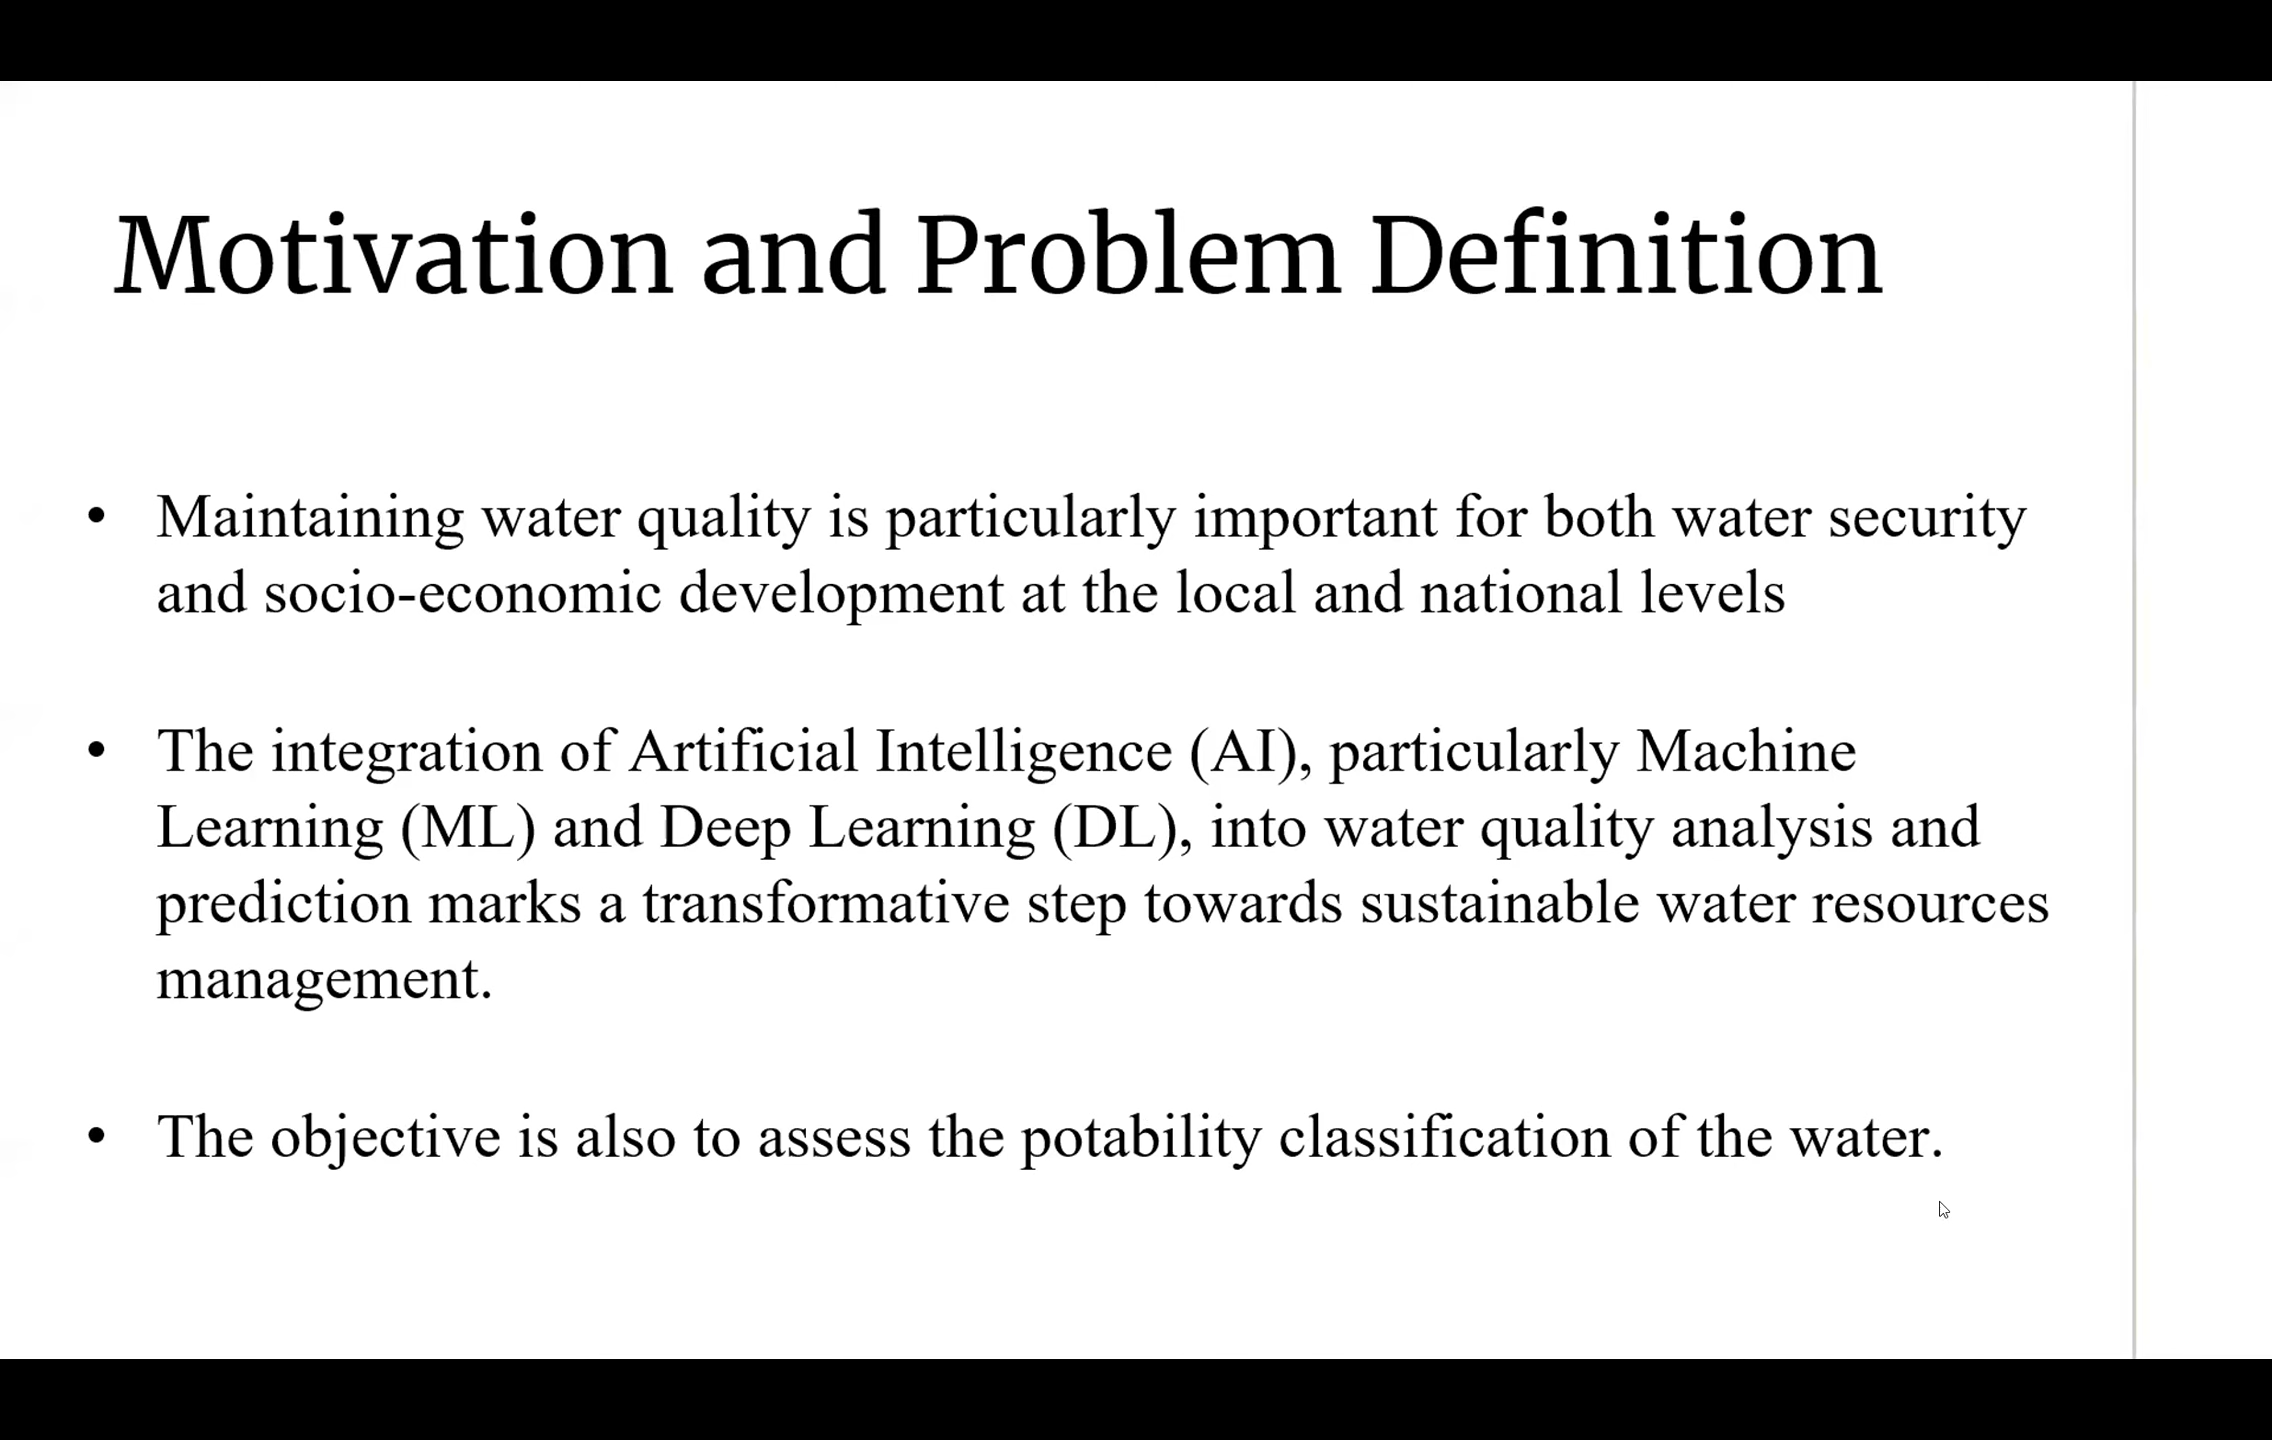 Motivation and Problem Definition
• Maintaining water quality is particularly important for both water security
and socio-economic development at the local and national levels
• The integration of Artificial Intelligence (AI), particularly Machine
Learning (ML) and Deep Learning (DL), into water quality analysis and
prediction marks a transformative step towards sustainable water resources
management.
• The objective is also to assess the potability classification of the water.